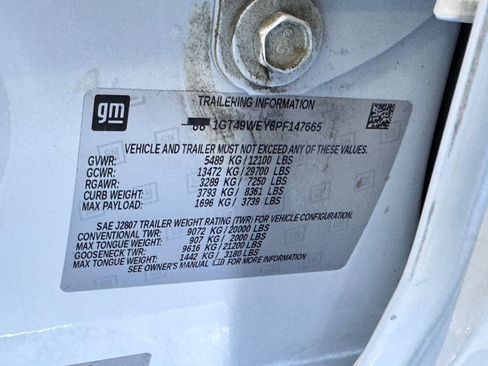 gm
TRAILERING INFORMATION
1GT49WEY6PF147665
VEHICLE AND TRAILER MUST NOT EXCEED ANY OF THESE VALUES.
GVWR: 5489 KG/12100 LBS
GCWR: 13472 KG/29700 LBS
RGAWR: 3289 KG/ 7250 LBS
CURB WEIGHT: 3793 KG/ 8361 LBS
MAX PAYLOAD: 1696 KG/ 3739 LBS
SAE J2807 TRAILER WEIGHT RATING (TWR) FOR VEHICLE CONFIGURATION.
CONVENTIONAL TWR: 9072 KG/20000 LBS
MAX TONGUE WEIGHT: 907 KG/ 2000 LBS
GOOSENECK TWR: 9616 KG/21200 LBS
MAX TONGUE WEIGHT: 1442 KG/ 3180 LBS
SEE OWNER'S MANUAL FOR MORE INFORMATION